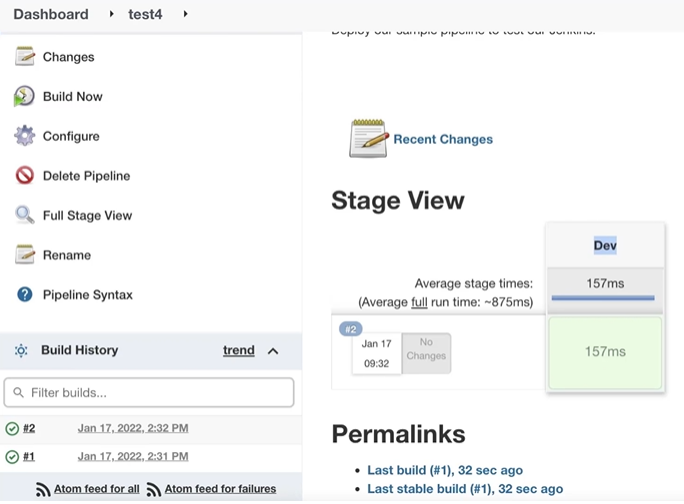 Dashboard test4
Changes
Build Now
Configure
Delete Pipeline
Full Stage View
Rename
Pipeline Syntax
Build History trend
Filter builds...
#2 Jan 17, 2022, 2:32 PM
#1 Jan 17, 2022, 2:31 PM
Atom feed for all Atom feed for failures
Deploy our sample pipeline to test our Jenkins.
Recent Changes
Stage View
Dev
Average stage times:
(Average full run time: ~875ms)
157ms
#2
Jan 17
09:32
No
Changes
157ms
Permalinks
Last build (#1), 32 sec ago
Last stable build (#1), 32 sec ago